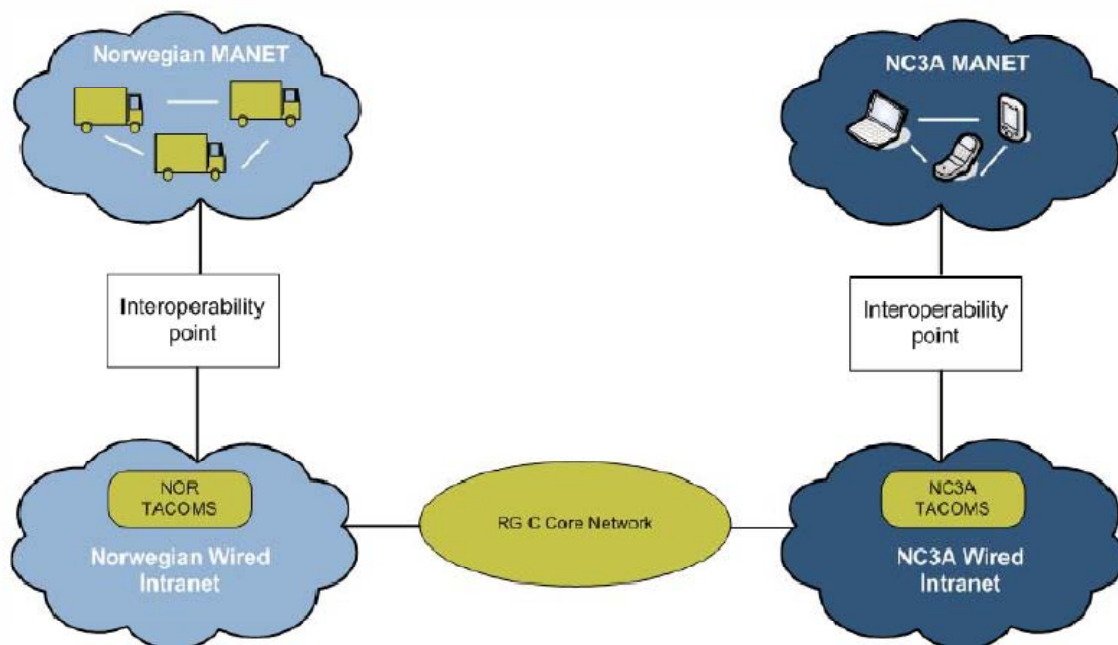 Norwegian MANET
NC3A MANET
Interoperability
point
Interoperability
point
NOR
TACOMS
Norwegian Wired
Intranet
RG C Core Network
NC3A
TACOMS
NC3A Wired
Intranet